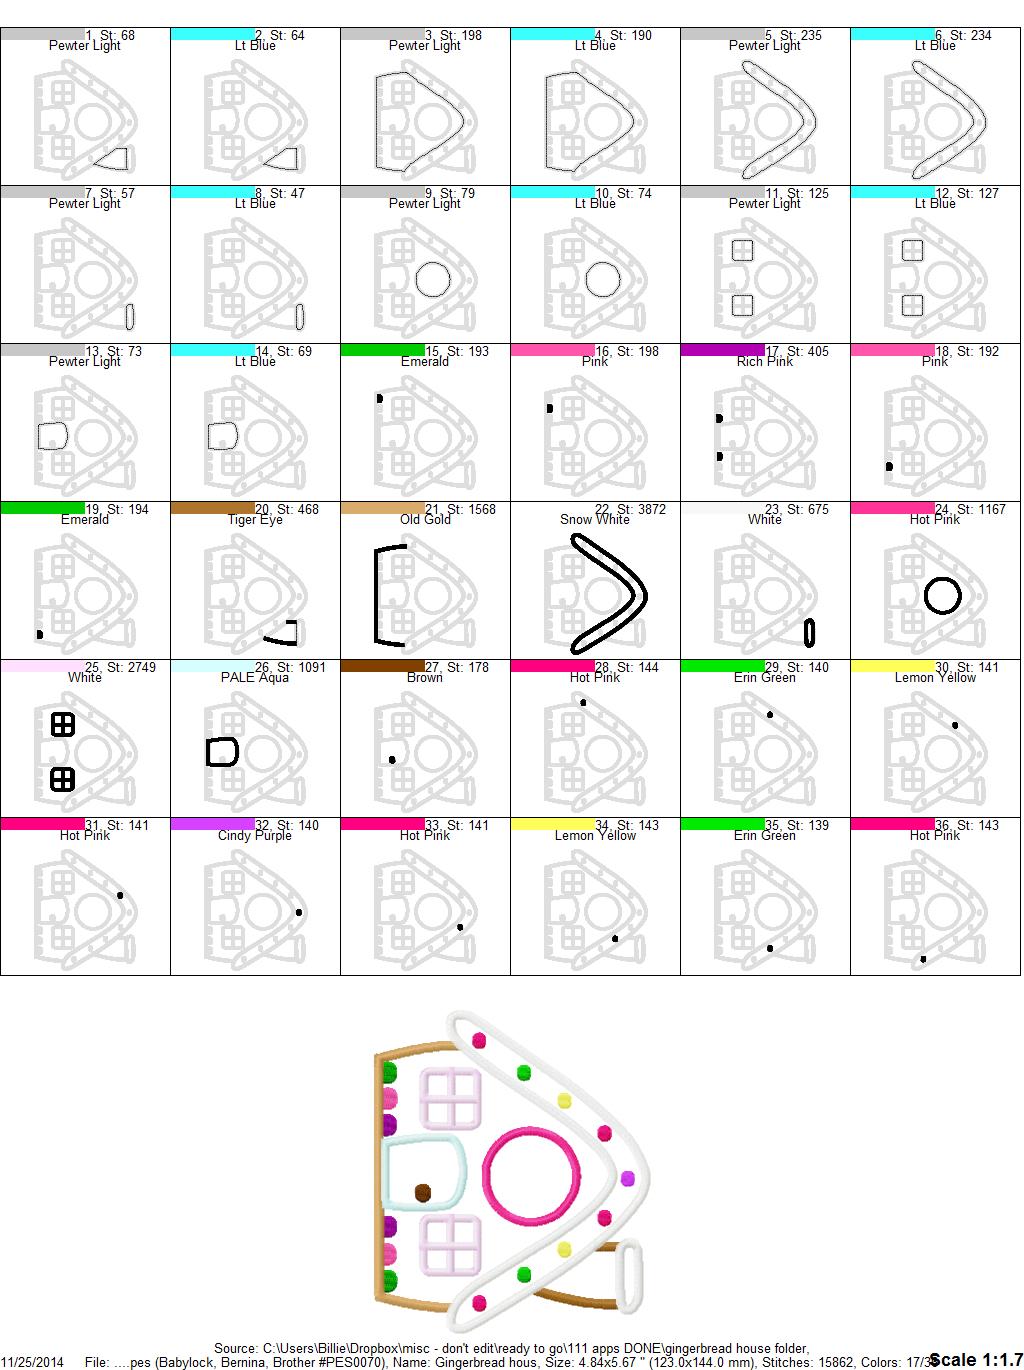 1, St: 68
Pewter Light
2, St: 64
Lt Blue
3, St: 198
Pewter Light
4, St: 190
Lt Blue
5, St: 235
Pewter Light
6, St: 234
Lt Blue
7, St: 57
Pewter Light
8, St: 47
Lt Blue
9, St: 79
Pewter Light
10, St: 74
Lt Blue
11, St: 125
Pewter Light
12, St: 127
Lt Blue
13, St: 73
Pewter Light
14, St: 69
Lt Blue
15, St: 193
Emerald
16, St: 198
Pink
17, St: 405
Rich Pink
18, St: 192
Pink
19, St: 194
Emerald
20, St: 468
Tiger Eye
21, St: 1568
Old Gold
22, St: 3872
Snow White
23, St: 675
White
24, St: 1167
Hot Pink
25, St: 2749
White
26, St: 1091
PALE Aqua
27, St: 178
Brown
28, St: 144
Hot Pink
29, St: 140
Erin Green
30, St: 141
Lemon Yellow
31, St: 141
Hot Pink
32, St: 140
Cindy Purple
33, St: 141
Hot Pink
34, St: 143
Lemon Yellow
35, St: 139
Erin Green
36, St: 143
Hot Pink
Source: C:\Users\Billie\Dropbox\misc - don't edit\ready to go\111 apps DONE\gingerbread house folder,
11/25/2014 File: ....pes (Babylock, Bernina, Brother #PES0070), Name: Gingerbread hous, Size: 4.84x5.67 " (123.0x144.0 mm), Stitches: 15862, Colors: 17/3 Scale 1:1.7